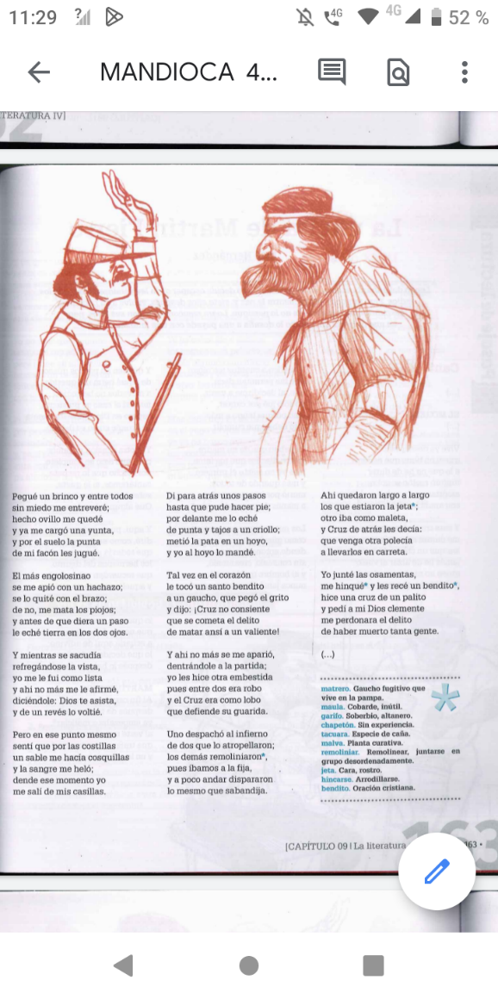 11:29
4G
4G
52 %
MANDIOCA 4...
TERATURA IV]
Pegué un brinco y entre todos
sin miedo me entreveré;
hecho ovillo me quedé
y ya me cargó una yunta,
y por el suelo la punta
de mi facón les jugué.
El más engolosinao
se me apió con un hachazo;
se lo quité con el brazo;
de no, me mata los piojos;
y antes de que diera un paso
le eché tierra en los dos ojos.
Y mientras se sacudía
refregándose la vista,
yo me le fui como lista
y ahi no más me le afirmé,
diciéndole: Dios te asista,
y de un revés lo voltié.
Pero en ese punto mesmo
sentí que por las costillas
un sable me hacía cosquillas
y la sangre me heló;
dende ese momento yo
me salí de mis casillas.
Di para atrás unos pasos
hasta que pude hacer pie;
por delante me lo eché
de punta y tajos a un criollo;
metió la pata en un hoyo,
y yo al hoyo lo mandé.
Tal vez en el corazón
le tocó un santo bendito
a un gaucho, que pegó el grito
y dijo: ¡Cruz no consiente
que se cometa el delito
de matar ansí a un valiente!
Y ahi no más se me aparió,
dentrándole a la partida;
yo les hice otra embestida
pues entre dos era robo
y el Cruz era como lobo
que defiende su guarida.
Uno despachó al infierno
de dos que lo atropellaron;
los demás remoliniaron*,
pues íbamos a la fija,
y a poco andar dispararon
lo mesmo que sabandija.
Ahi quedaron largo a largo
los que estiaron la jeta*;
otro iba como maleta,
y Cruz de atrás les decía:
que venga otra polecía
a llevarlos en carreta.
Yo junté las osamentas,
me hinqué* y les recé un bendito*,
hice una cruz de un palito
y pedí a mi Dios clemente
me perdonara el delito
de haber muerto tanta gente.
(...)
matrero. Gaucho fugitivo que
vive en la pampa.
maula. Cobarde, inútil.
garifo. Soberbio, altanero.
chapetón. Sin experiencia.
tacuara. Especie de caña.
malva. Planta curativa.
remoliniar. Remolinear, juntarse en
grupo desordenadamente.
jeta. Cara, rostro.
hincarse. Arrodillarse.
bendito. Oración cristiana.
[CAPÍTULO 09 | La literatura
163 •